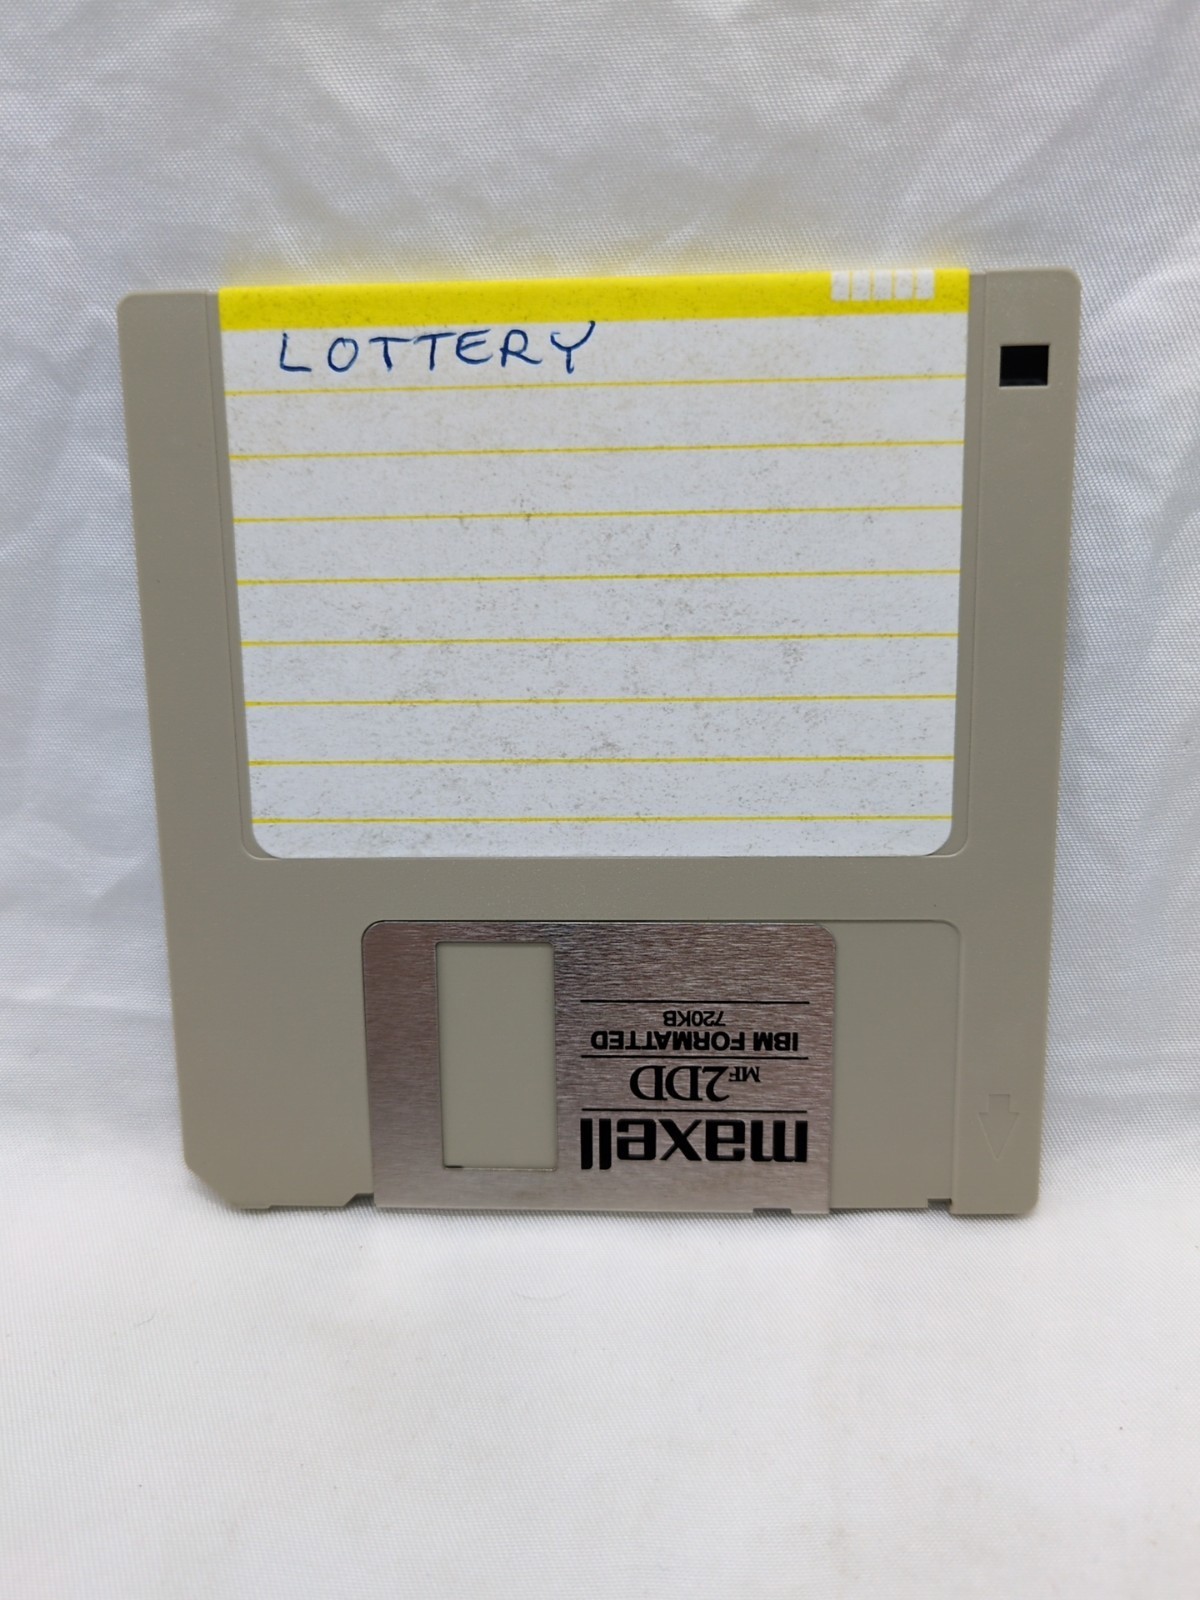 LOTTERY
maxell
MF 2DD
IBM FORMATTED
720KB